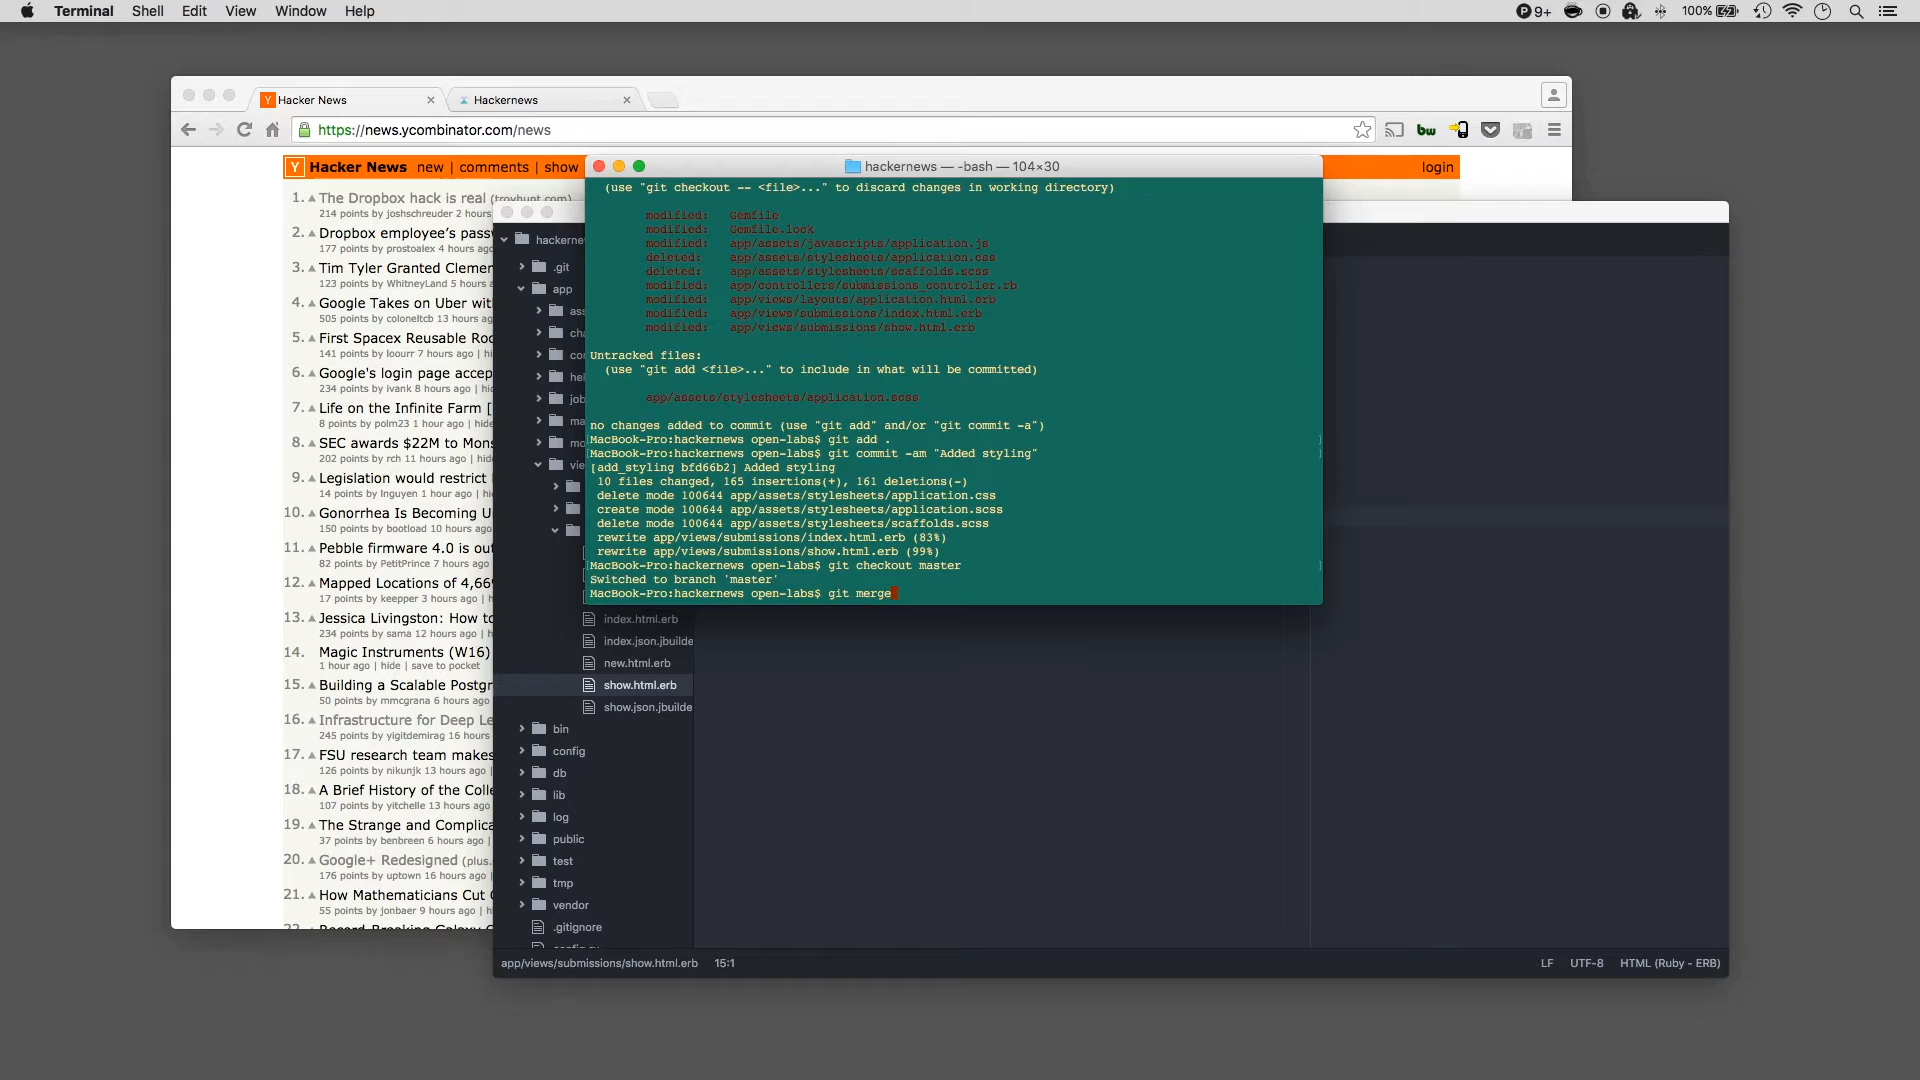 Terminal Shell Edit View Window Help
9+ 100%
Hacker News Hackernews
https://news.ycombinator.com/news
bw
Y Hacker News new | comments | show login
1. The Dropbox hack is real (troyhunt.com)
214 points by joshschreuder 2 hours
2. Dropbox employee's passw
177 points by prostoalex 4 hours ag
3. Tim Tyler Granted Clemen
123 points by WhitneyLand 5 hours
4. Google Takes on Uber wit
505 points by coloneltcb 13 hours a
5. First Spacex Reusable Roc
141 points by loourr 7 hours ago | hi
6. Google's login page accep
234 points by ivank 8 hours ago | hi
7. Life on the Infinite Farm [
8 points by polm23 1 hour ago | hide
8. SEC awards $22M to Mons
202 points by rch 11 hours ago | hid
9. Legislation would restrict
14 points by lnguyen 1 hour ago | hi
10. Gonorrhea Is Becoming U
150 points by bootload 10 hours ago
11. Pebble firmware 4.0 is out
82 points by PetitPrince 7 hours ago
12. Mapped Locations of 4,669
17 points by keepper 3 hours ago | h
13. Jessica Livingston: How to
234 points by sama 12 hours ago | h
14. Magic Instruments (W16)
1 hour ago | hide | save to pocket
15. Building a Scalable Postgr
50 points by mmcgrana 6 hours ago
16. Infrastructure for Deep Le
245 points by yigitdemirag 16 hours
17. FSU research team makes
126 points by nikunjk 13 hours ago |
18. A Brief History of the Colle
107 points by yitchelle 13 hours ago
19. The Strange and Complica
37 points by benbreen 6 hours ago |
20. Google+ Redesigned (plus.
176 points by uptown 16 hours ago |
21. How Mathematicians Cut C
55 points by jonbaer 9 hours ago | h
hackernews — -bash — 104×30
(use "git checkout -- <file>..." to discard changes in working directory)
modified: Gemfile
modified: Gemfile.lock
modified: app/assets/javascripts/application.js
deleted: app/assets/stylesheets/application.css
deleted: app/assets/stylesheets/scaffolds.scss
modified: app/controllers/submissions_controller.rb
modified: app/views/layouts/application.html.erb
modified: app/views/submissions/index.html.erb
modified: app/views/submissions/show.html.erb
Untracked files:
(use "git add <file>..." to include in what will be committed)
app/assets/stylesheets/application.scss
no changes added to commit (use "git add" and/or "git commit -a")
MacBook-Pro:hackernews open-labs$ git add .
MacBook-Pro:hackernews open-labs$ git commit -am "Added styling"
[add_styling bfd66b2] Added styling
10 files changed, 165 insertions(+), 161 deletions(-)
delete mode 100644 app/assets/stylesheets/application.css
create mode 100644 app/assets/stylesheets/application.scss
delete mode 100644 app/assets/stylesheets/scaffolds.scss
rewrite app/views/submissions/index.html.erb (83%)
rewrite app/views/submissions/show.html.erb (99%)
MacBook-Pro:hackernews open-labs$ git checkout master
Switched to branch 'master'
MacBook-Pro:hackernews open-labs$ git merge
hackerne
.git
app
ass
cha
con
hel
job
ma
mo
vie
index.html.erb
index.json.jbuilde
new.html.erb
show.html.erb
show.json.jbuilde
bin
config
db
lib
log
public
test
tmp
vendor
.gitignore
app/views/submissions/show.html.erb 15:1
LF UTF-8 HTML (Ruby - ERB)